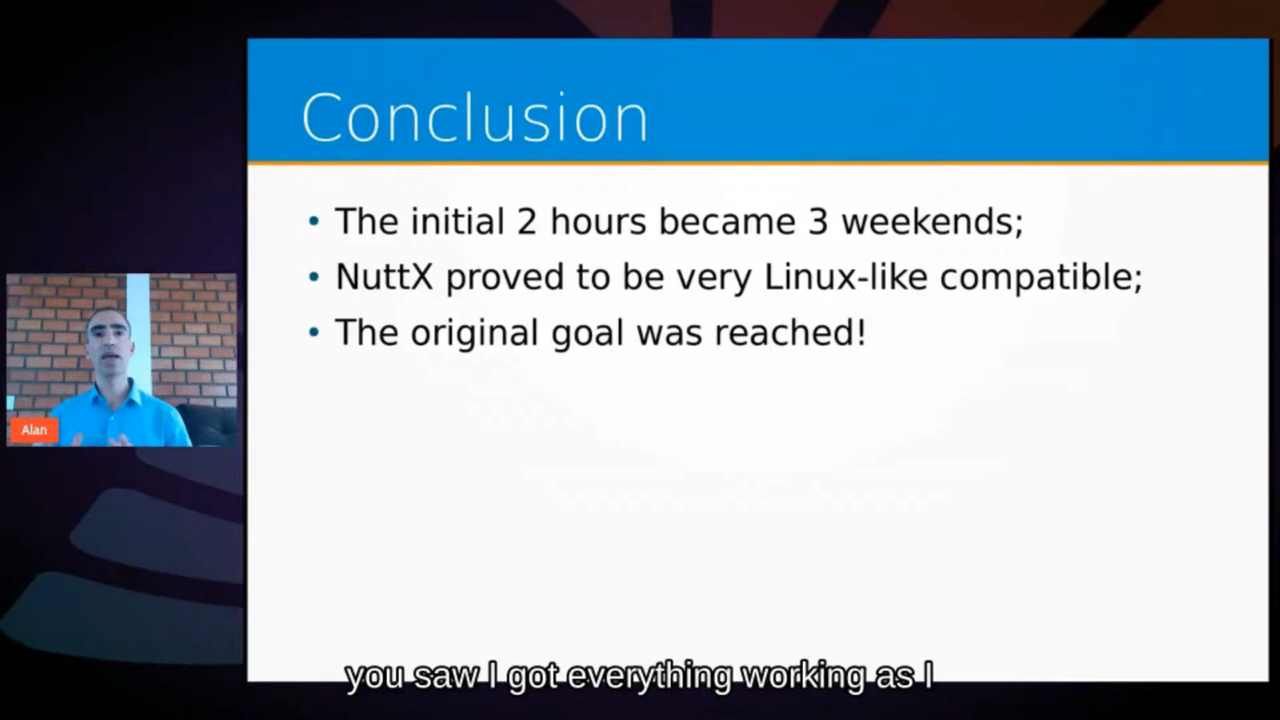 Conclusion
• The initial 2 hours became 3 weekends;
• NuttX proved to be very Linux-like compatible;
• The original goal was reached!
Alan
you saw I got everything working as I